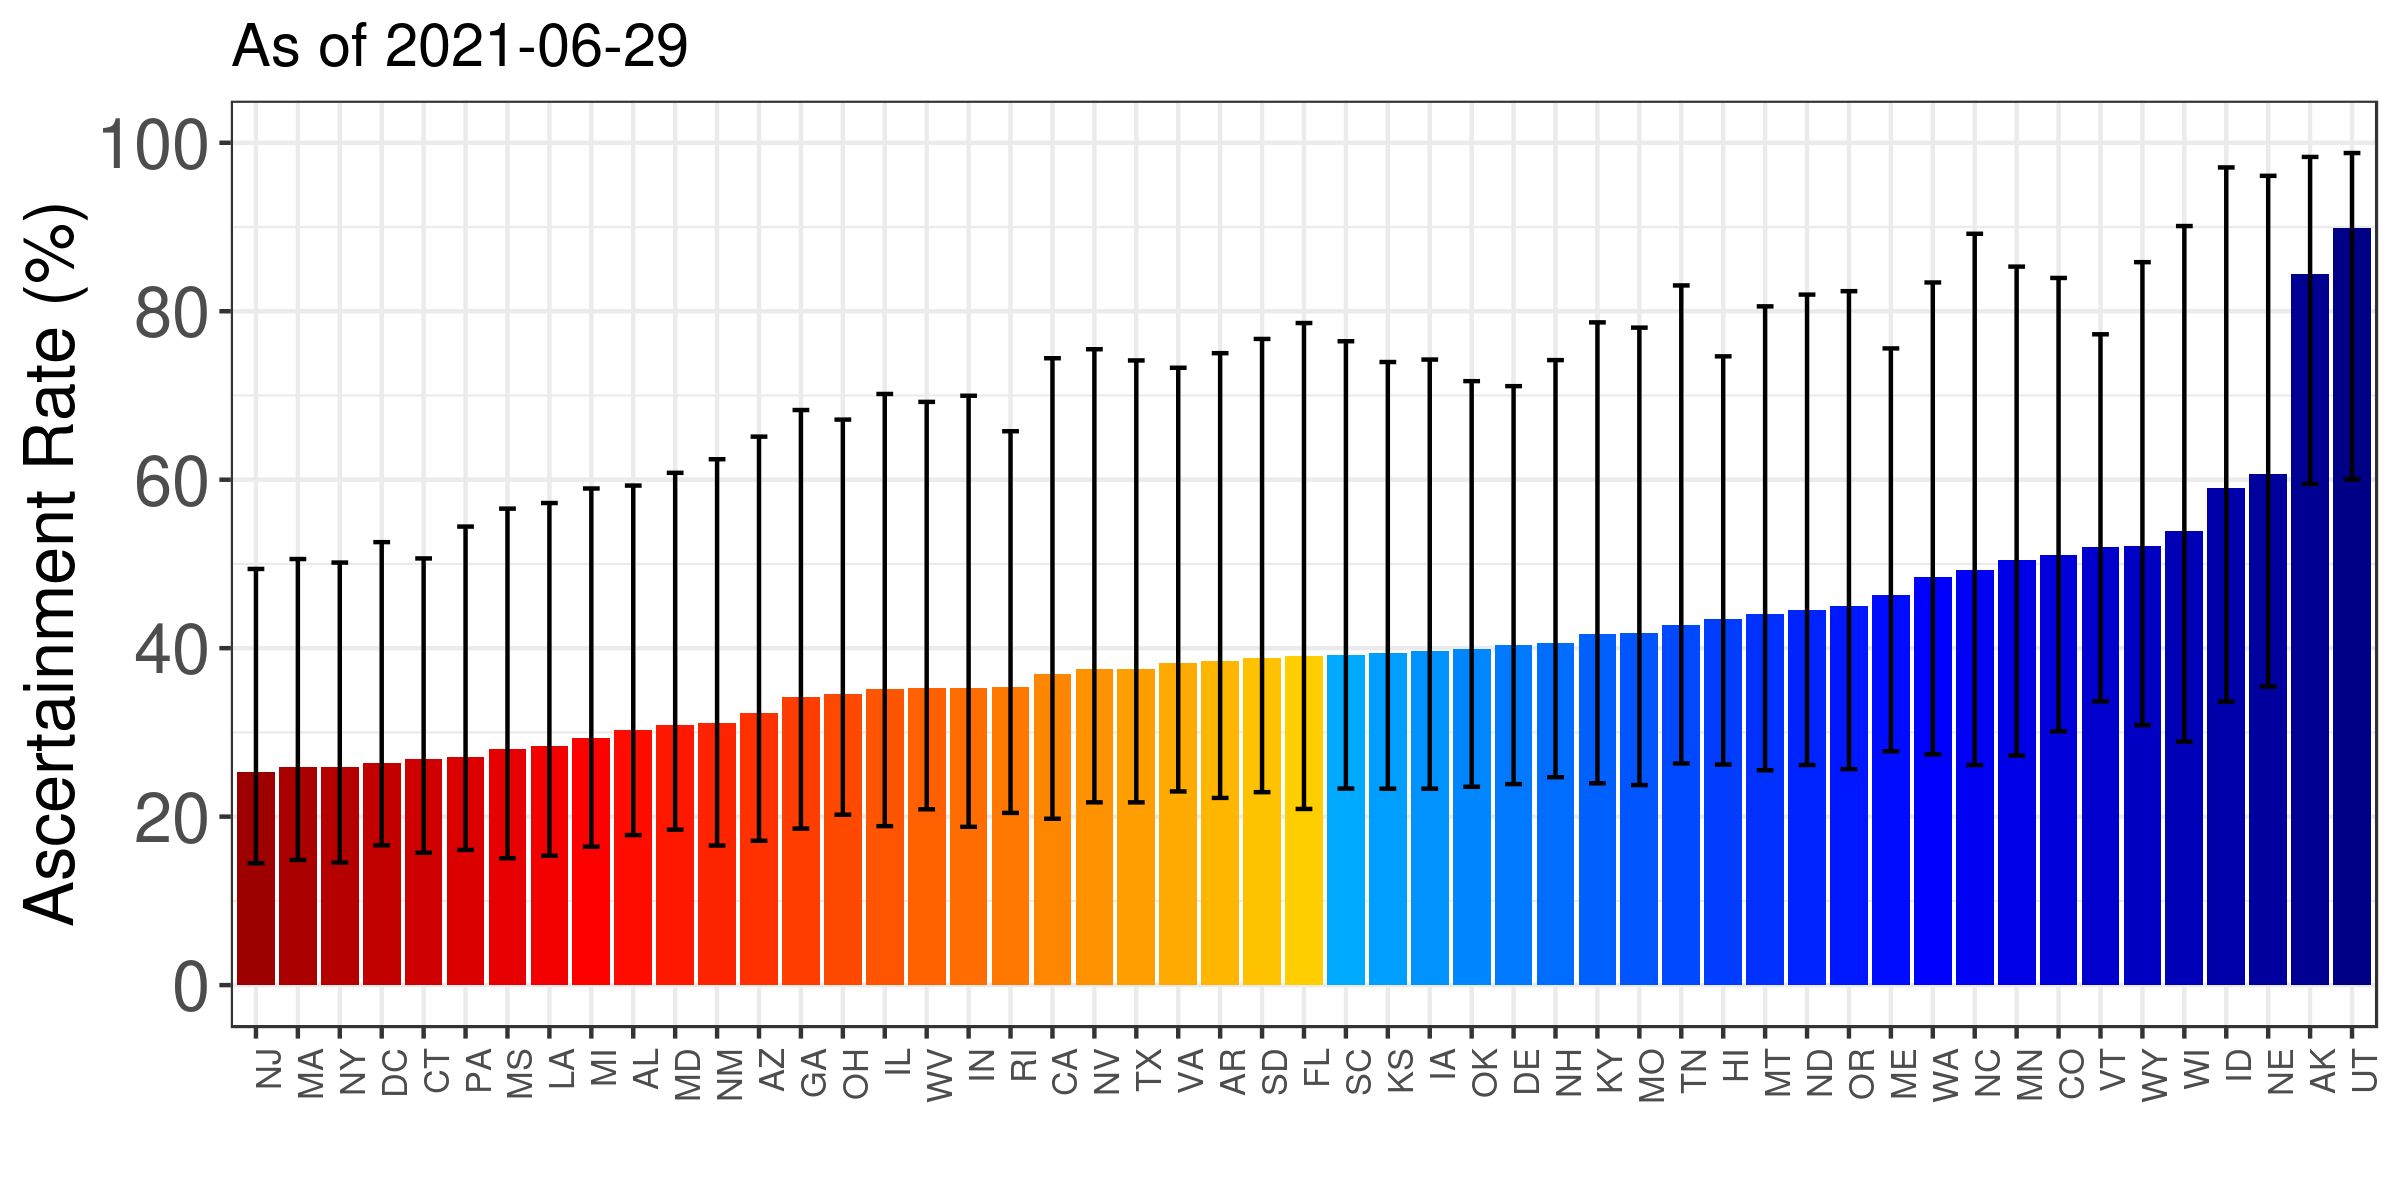 As of 2021-06-29
Ascertainment Rate (%)
100
80
60
40
20
0
NJ MA NY DC CT PA MS LA MI AL MD NM AZ GA OH IL WV IN RI CA NV TX VA AR SD FL SC KS IA OK DE NH KY MO TN HI MT ND OR ME WA NC MN CO VT WY WI ID NE AK UT